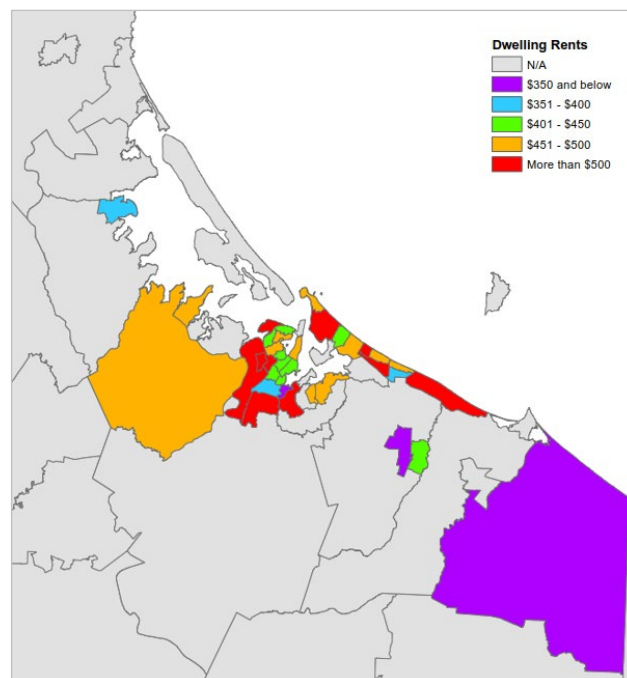 Dwelling Rents
N/A
$350 and below
$351 - $400
$401 - $450
$451 - $500
More than $500